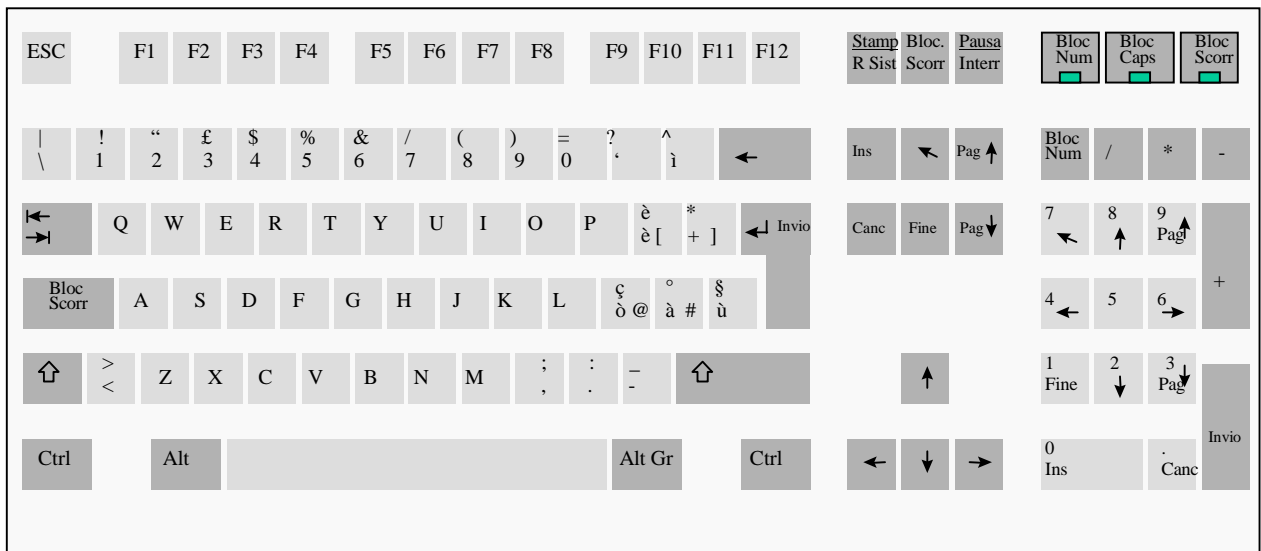 ESC F1 F2 F3 F4 F5 F6 F7 F8 F9 F10 F11 F12 Stamp Bloc. Pausa Bloc Bloc Bloc
R Sist Scorr Interr Num Caps Scorr
| ! “ £ $ % & / ( ) = ? ^
\ 1 2 3 4 5 6 7 8 9 0 ‘ ì ← Ins ↖ Pag ↑ Bloc Num / * -
Q W E R T Y U I O P è * Invio
è [ + ] Canc Fine Pag ↓ 7 8 9
↖ ↑ Pag ↑
+
Bloc A S D F G H J K L ç ° § 4 5 6
Scorr ò @ à # ù ← →
⇧ > Z X C V B N M ; : _ ⇧ ↑ 1 2 3
< , . - Fine ↓ Pag ↓
Ctrl Alt Alt Gr Ctrl ← ↓ → 0 . Invio
Ins Canc